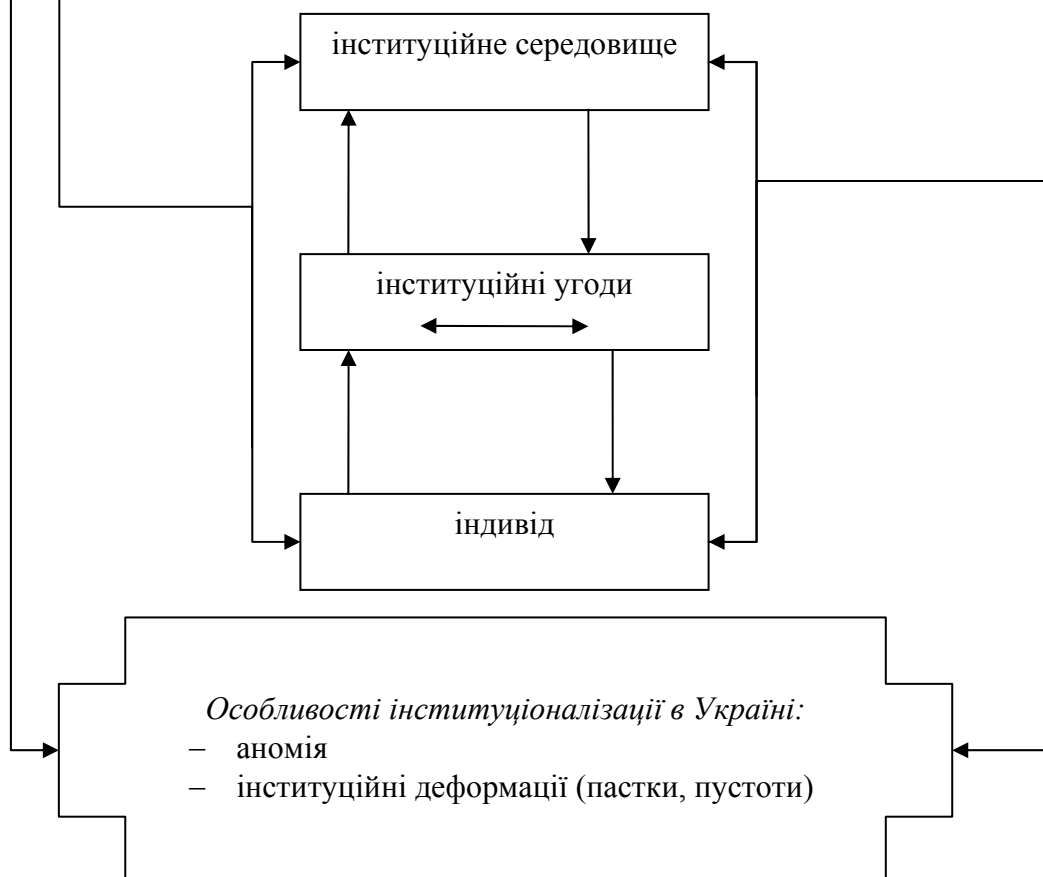 інституційне середовище
інституційні угоди
індивід
Особливості інституціоналізації в Україні:
– аномія
– інституційні деформації (пастки, пустоти)